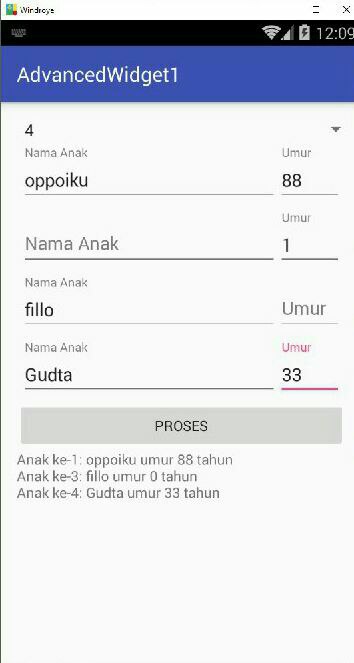 Windroye
12:09
AdvancedWidget1
4
Nama Anak Umur
oppoiku 88
Umur
Nama Anak 1
Nama Anak
fillo Umur
Nama Anak Umur
Gudta 33
PROSES
Anak ke-1: oppoiku umur 88 tahun
Anak ke-3: fillo umur 0 tahun
Anak ke-4: Gudta umur 33 tahun